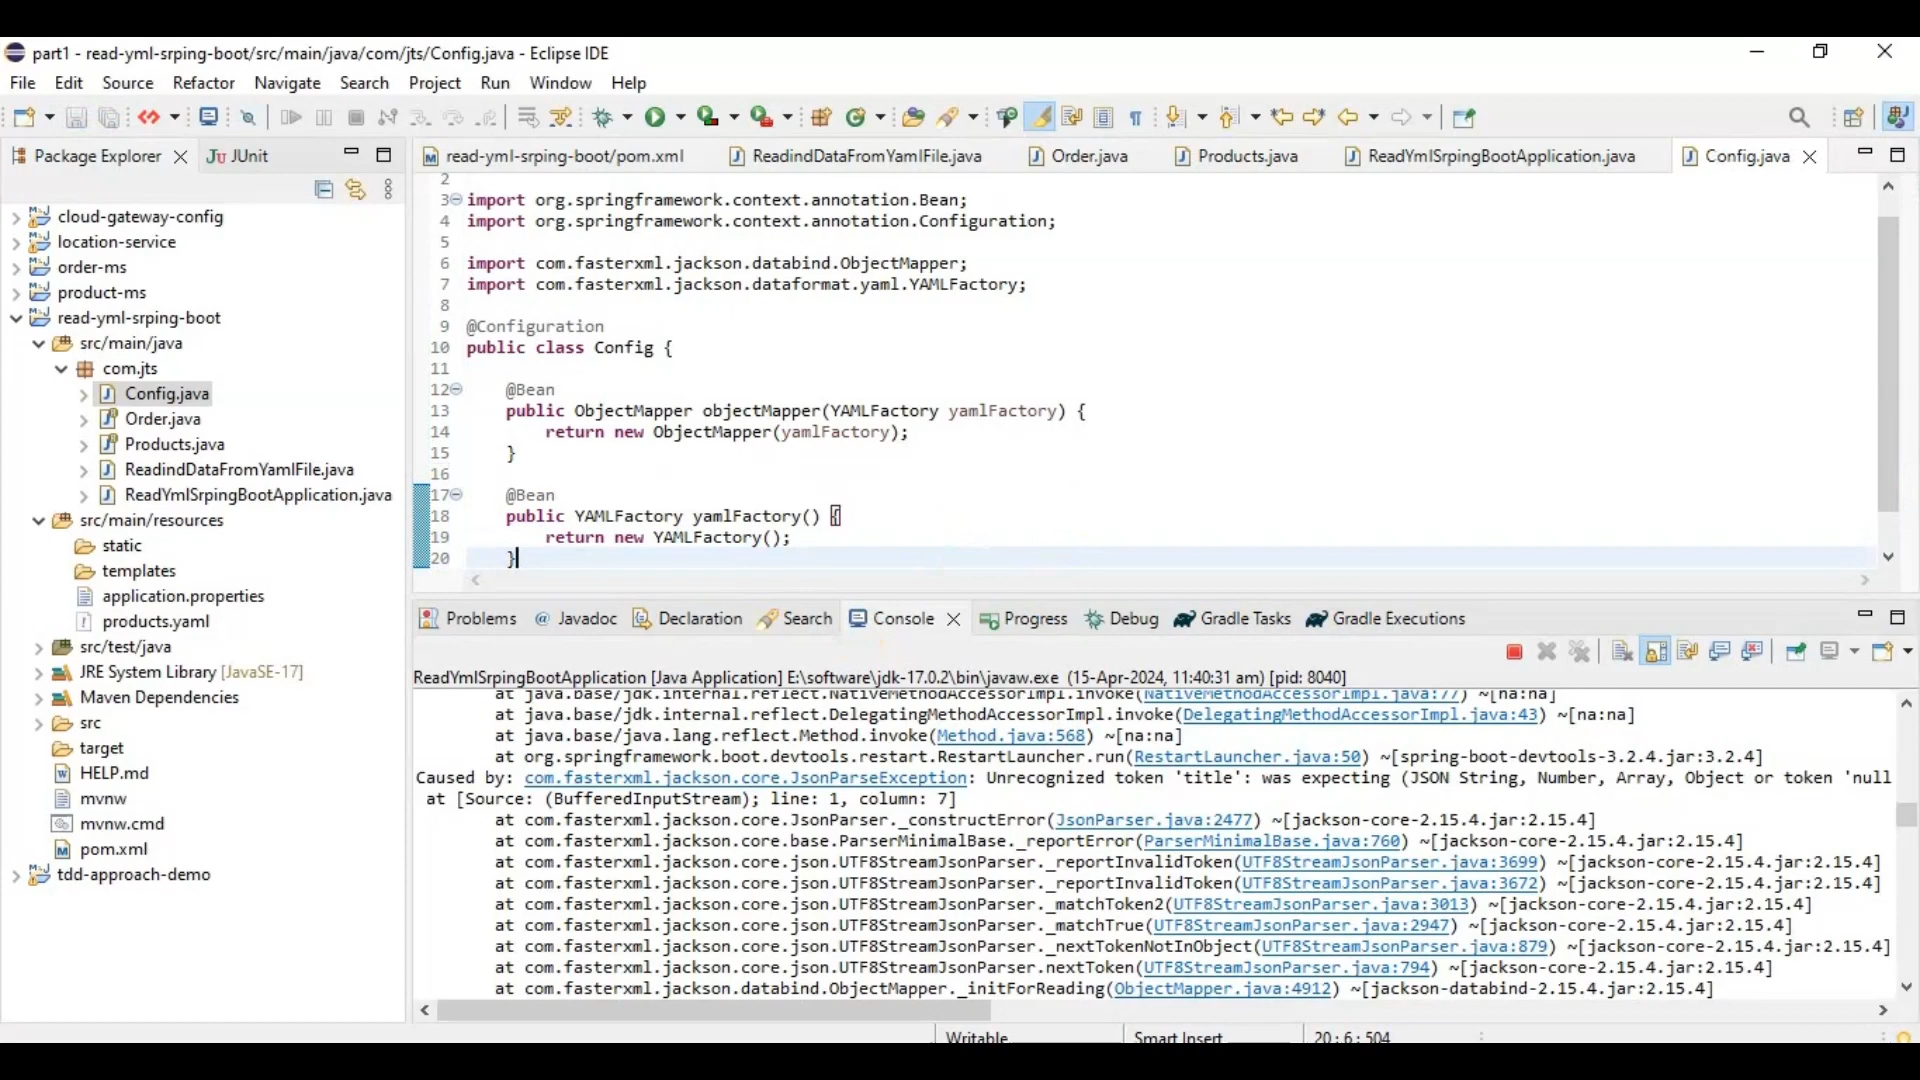 part1 - read-yml-srping-boot/src/main/java/com/jts/Config.java - Eclipse IDE
File Edit Source Refactor Navigate Search Project Run Window Help
Package Explorer JUnit
cloud-gateway-config
location-service
order-ms
product-ms
read-yml-srping-boot
src/main/java
com.jts
Config.java
Order.java
Products.java
ReadindDataFromYamlFile.java
ReadYmlSrpingBootApplication.java
src/main/resources
static
templates
application.properties
products.yaml
src/test/java
JRE System Library [JavaSE-17]
Maven Dependencies
src
target
HELP.md
mvnw
mvnw.cmd
pom.xml
tdd-approach-demo
read-yml-srping-boot/pom.xml ReadindDataFromYamlFile.java Order.java Products.java ReadYmlSrpingBootApplication.java Config.java
2
3 import org.springframework.context.annotation.Bean;
4 import org.springframework.context.annotation.Configuration;
5
6 import com.fasterxml.jackson.databind.ObjectMapper;
7 import com.fasterxml.jackson.dataformat.yaml.YAMLFactory;
8
9 @Configuration
10 public class Config {
11
12 @Bean
13 public ObjectMapper objectMapper(YAMLFactory yamlFactory) {
14 return new ObjectMapper(yamlFactory);
15 }
16
17 @Bean
18 public YAMLFactory yamlFactory() {
19 return new YAMLFactory();
20 }
Problems Javadoc Declaration Search Console Progress Debug Gradle Tasks Gradle Executions
ReadYmlSrpingBootApplication [Java Application] E:\software\jdk-17.0.2\bin\javaw.exe (15-Apr-2024, 11:40:31 am) [pid: 8040]
at java.base/jdk.internal.reflect.NativeMethodAccessorImpl.invoke(NativeMethodAccessorImpl.java:77) ~[na:na]
at java.base/jdk.internal.reflect.DelegatingMethodAccessorImpl.invoke(DelegatingMethodAccessorImpl.java:43) ~[na:na]
at java.base/java.lang.reflect.Method.invoke(Method.java:568) ~[na:na]
at org.springframework.boot.devtools.restart.RestartLauncher.run(RestartLauncher.java:50) ~[spring-boot-devtools-3.2.4.jar:3.2.4]
Caused by: com.fasterxml.jackson.core.JsonParseException: Unrecognized token 'title': was expecting (JSON String, Number, Array, Object or token 'null
at [Source: (BufferedInputStream); line: 1, column: 7]
at com.fasterxml.jackson.core.JsonParser._constructError(JsonParser.java:2477) ~[jackson-core-2.15.4.jar:2.15.4]
at com.fasterxml.jackson.core.base.ParserMinimalBase._reportError(ParserMinimalBase.java:760) ~[jackson-core-2.15.4.jar:2.15.4]
at com.fasterxml.jackson.core.json.UTF8StreamJsonParser._reportInvalidToken(UTF8StreamJsonParser.java:3699) ~[jackson-core-2.15.4.jar:2.15.4]
at com.fasterxml.jackson.core.json.UTF8StreamJsonParser._reportInvalidToken(UTF8StreamJsonParser.java:3672) ~[jackson-core-2.15.4.jar:2.15.4]
at com.fasterxml.jackson.core.json.UTF8StreamJsonParser._matchToken2(UTF8StreamJsonParser.java:3013) ~[jackson-core-2.15.4.jar:2.15.4]
at com.fasterxml.jackson.core.json.UTF8StreamJsonParser._matchTrue(UTF8StreamJsonParser.java:2947) ~[jackson-core-2.15.4.jar:2.15.4]
at com.fasterxml.jackson.core.json.UTF8StreamJsonParser._nextTokenNotInObject(UTF8StreamJsonParser.java:879) ~[jackson-core-2.15.4.jar:2.15.4]
at com.fasterxml.jackson.core.json.UTF8StreamJsonParser.nextToken(UTF8StreamJsonParser.java:794) ~[jackson-core-2.15.4.jar:2.15.4]
at com.fasterxml.jackson.databind.ObjectMapper._initForReading(ObjectMapper.java:4912) ~[jackson-databind-2.15.4.jar:2.15.4]
Writable Smart Insert 20 : 6 : 504